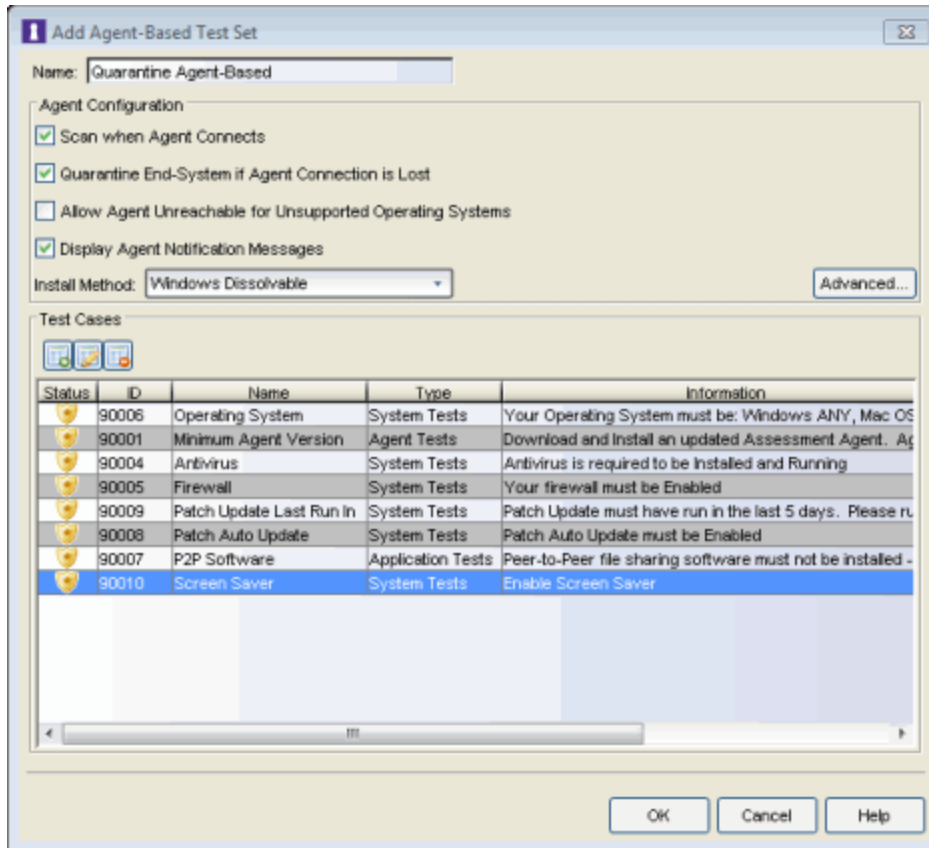 Add Agent-Based Test Set
Name: Quarantine Agent-Based
Agent Configuration
Scan when Agent Connects
Quarantine End-System if Agent Connection is Lost
Allow Agent Unreachable for Unsupported Operating Systems
Display Agent Notification Messages
Install Method: Windows Dissolvable Advanced...
Test Cases
Status ID Name Type Information
90006 Operating System System Tests Your Operating System must be: Windows ANY, Mac OS
90001 Minimum Agent Version Agent Tests Download and Install an updated Assessment Agent. Ag
90004 Antivirus System Tests Antivirus is required to be Installed and Running
90005 Firewall System Tests Your firewall must be Enabled
90009 Patch Update Last Run In System Tests Patch Update must have run in the last 5 days. Please ru
90008 Patch Auto Update System Tests Patch Auto Update must be Enabled
90007 P2P Software Application Tests Peer-to-Peer file sharing software must not be installed -
90010 Screen Saver System Tests Enable Screen Saver
OK Cancel Help